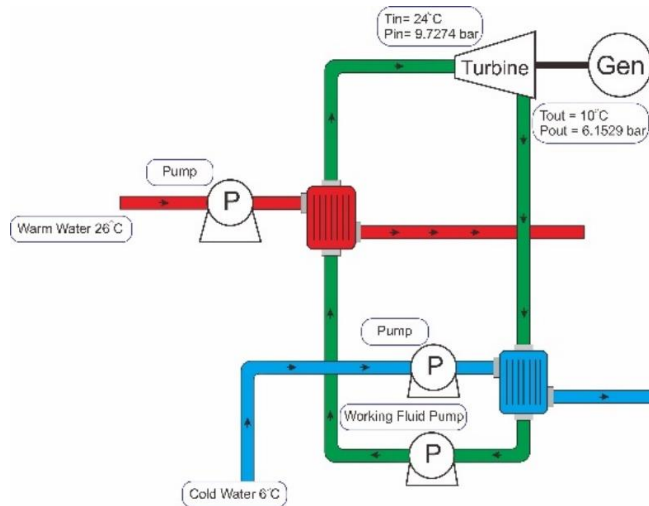 Tin= 24°C
Pin= 9.7274 bar
Turbine
Gen
Tout = 10°C
Pout = 6.1529 bar
Pump
P
Warm Water 26°C
Pump
P
Working Fluid Pump
P
Cold Water 6°C